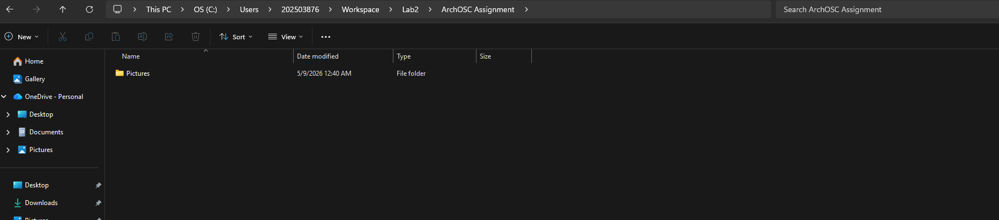 This PC > OS (C:) > Users > 202503876 > Workspace > Lab2 > ArchOSC Assignment >
Search ArchOSC Assignment
New
Sort
View
Name
Date modified
Type
Size
Pictures
5/9/2026 12:40 AM
File folder
Home
Gallery
OneDrive - Personal
Desktop
Documents
Pictures
Desktop
Downloads
Pictures